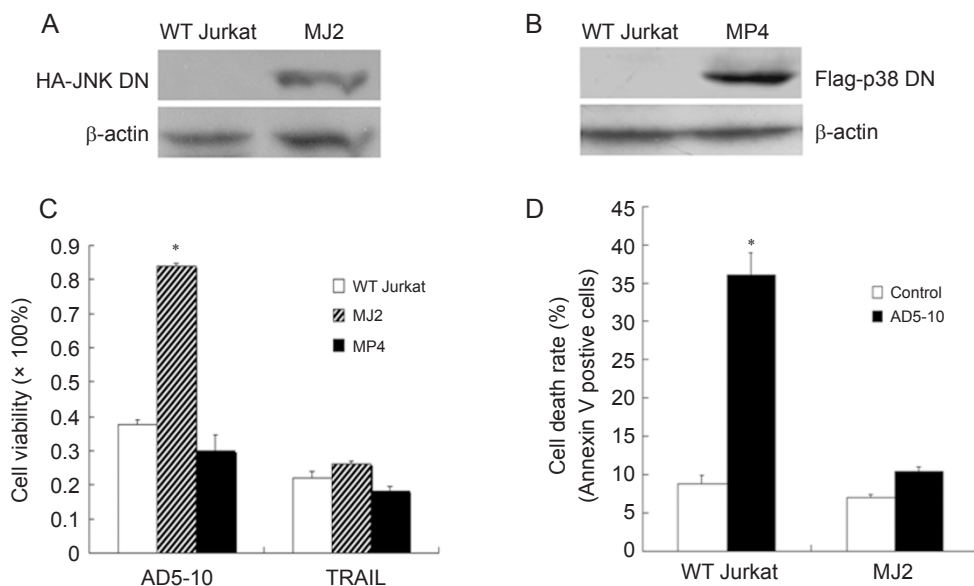 A
WT Jurkat MJ2
HA-JNK DN
β-actin
B
WT Jurkat MP4
Flag-p38 DN
β-actin
C
Cell viability (× 100%)
0.9
0.8
0.7
0.6
0.5
0.4
0.3
0.2
0.1
0
*
WT Jurkat
MJ2
MP4
AD5-10 TRAIL
D
Cell death rate (%)
(Annexin V postive cells)
45
40
35
30
25
20
15
10
5
0
*
Control
AD5-10
WT Jurkat MJ2